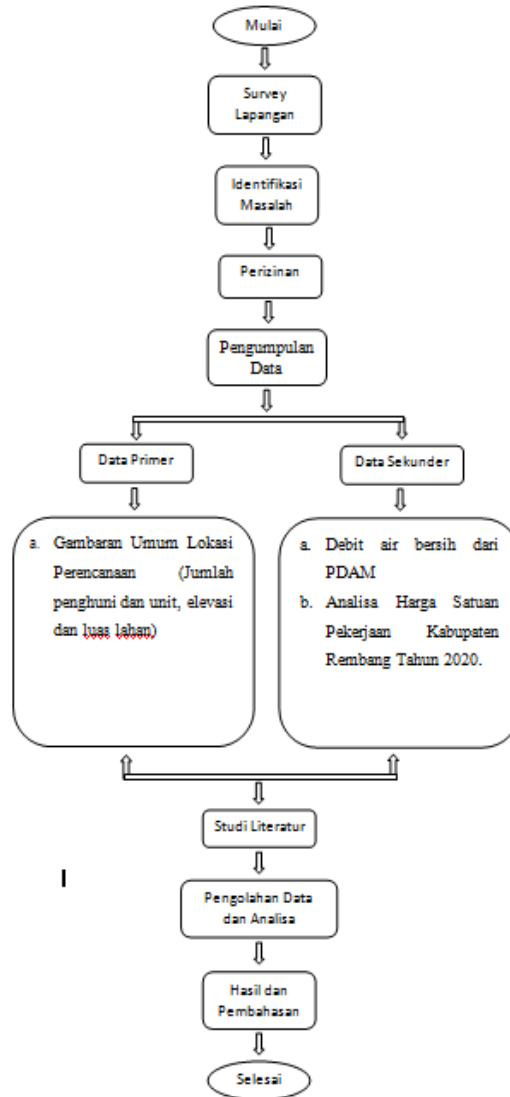 Mulai
Survey
Lapangan
Identifikasi
Masalah
Perizinan
Pengumpulan
Data
Data Primer
a. Gambaran Umum Lokasi
Perencanaan (Jumlah
penghuni dan unit, elevasi
dan luas lahan)
Data Sekunder
a. Debit air bersih dari
PDAM
b. Analisa Harga Satuan
Pekerjaan Kabupaten
Rembang Tahun 2020.
Studi Literatur
Pengolahan Data
dan Analisa
Hasil dan
Pembahasan
Selesai